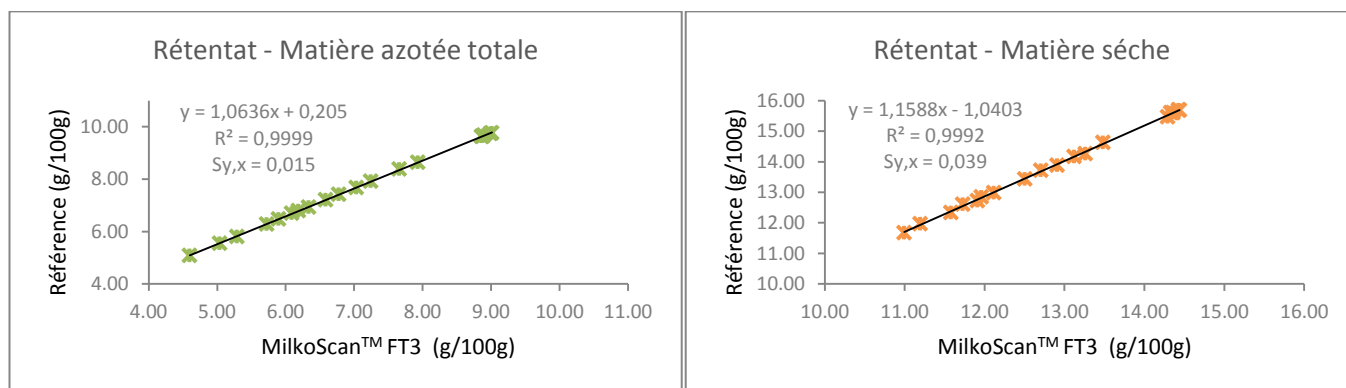 Rétentat - Matière azotée totale
y = 1,0636x + 0,205
R² = 0,9999
Sy,x = 0,015
Référence (g/100g)
10.00
8.00
6.00
4.00
4.00 5.00 6.00 7.00 8.00 9.00 10.00 11.00
MilkoScan™ FT3 (g/100g)
Rétentat - Matière séche
y = 1,1588x - 1,0403
R² = 0,9992
Sy,x = 0,039
Référence (g/100g)
16.00
15.00
14.00
13.00
12.00
11.00
10.00
10.00 11.00 12.00 13.00 14.00 15.00 16.00
MilkoScan™ FT3 (g/100g)